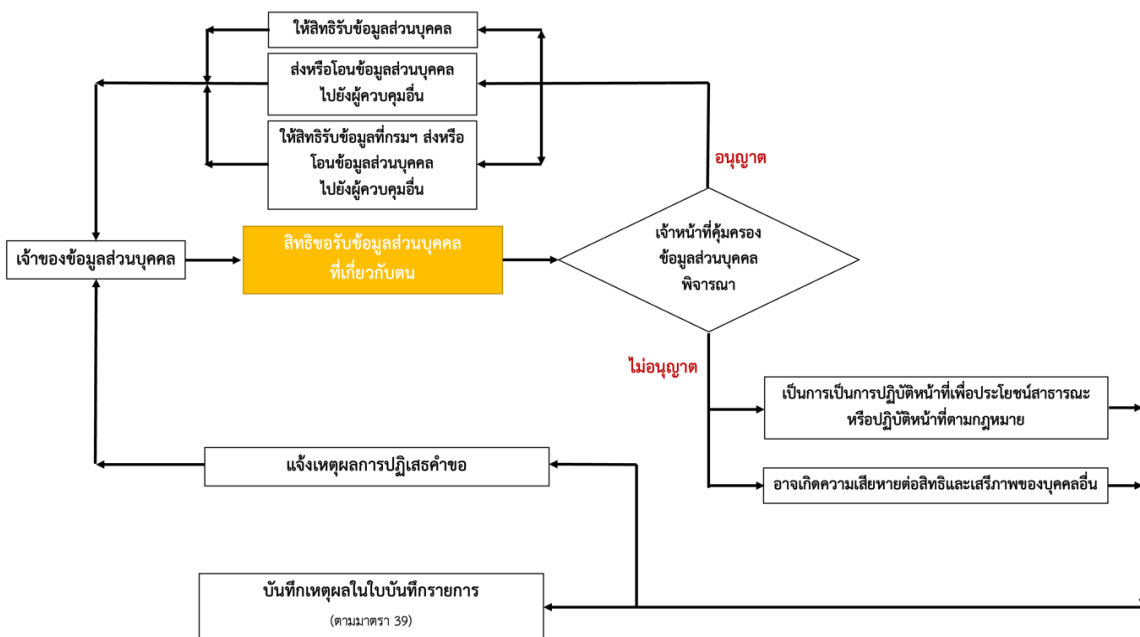 ให้สิทธิรับข้อมูลส่วนบุคคล
ส่งหรือโอนข้อมูลส่วนบุคคล
ไปยังผู้ควบคุมอื่น
ให้สิทธิรับข้อมูลที่กรมฯ ส่งหรือ
โอนข้อมูลส่วนบุคคล
ไปยังผู้ควบคุมอื่น
อนุญาต
เจ้าของข้อมูลส่วนบุคคล
สิทธิขอรับข้อมูลส่วนบุคคล
ที่เกี่ยวกับตน
เจ้าหน้าที่คุ้มครอง
ข้อมูลส่วนบุคคล
พิจารณา
ไม่อนุญาต
เป็นการเป็นการปฏิบัติหน้าที่เพื่อประโยชน์สาธารณะ
หรือปฏิบัติหน้าที่ตามกฎหมาย
แจ้งเหตุผลการปฏิเสธคำขอ
อาจเกิดความเสียหายต่อสิทธิและเสรีภาพของบุคคลอื่น
บันทึกเหตุผลในใบบันทึกรายการ
(ตามมาตรา 39)